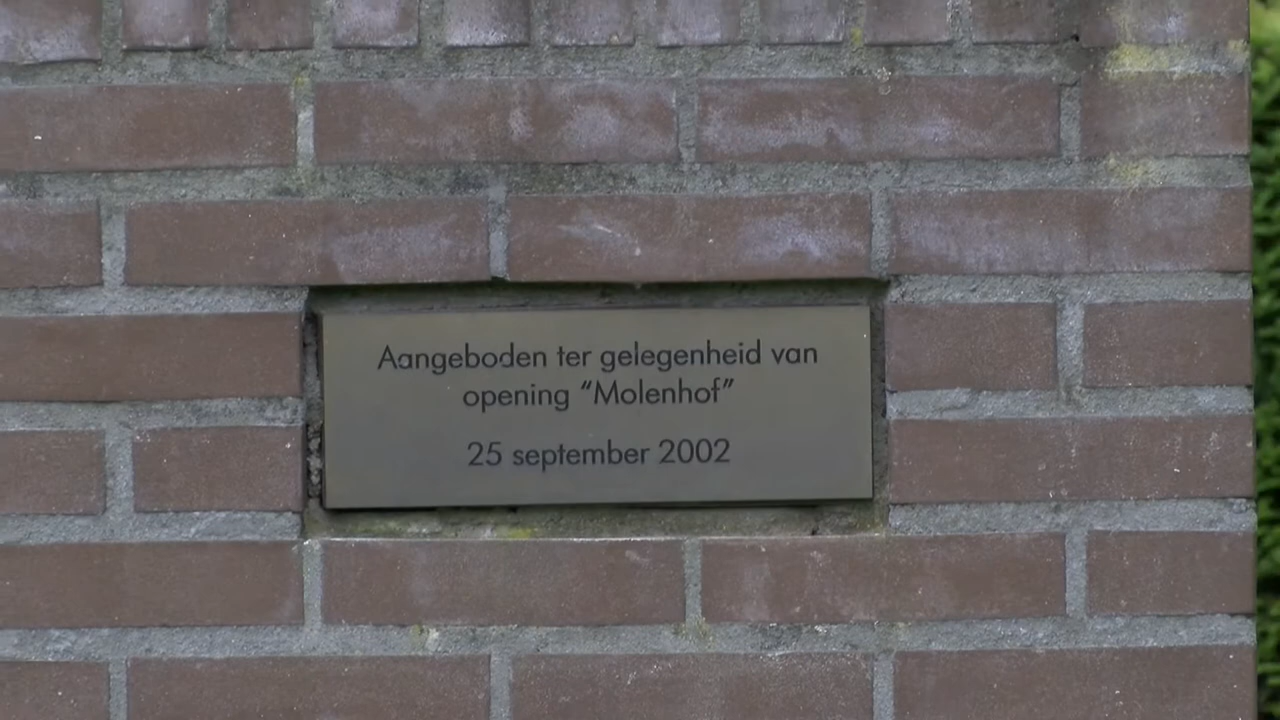 Aangeboden ter gelegenheid van
opening “Molenhof”
25 september 2002